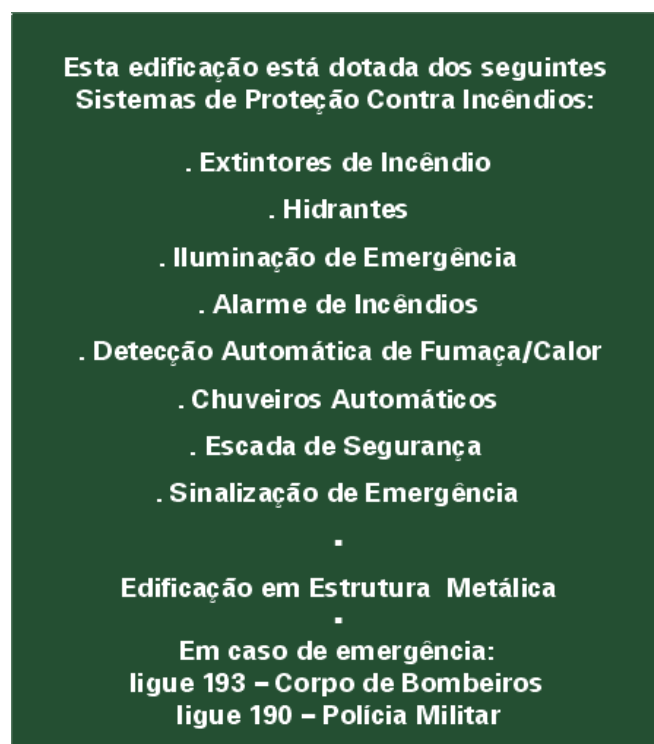 Esta edificação está dotada dos seguintes
Sistemas de Proteção Contra Incêndios:
. Extintores de Incêndio
. Hidrantes
. Iluminação de Emergência
. Alarme de Incêndios
. Detecção Automática de Fumaça/Calor
. Chuveiros Automáticos
. Escada de Segurança
. Sinalização de Emergência
.
Edificação em Estrutura Metálica
.
Em caso de emergência:
ligue 193 – Corpo de Bombeiros
ligue 190 – Polícia Militar